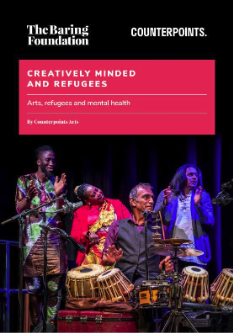 The Baring
Foundation
COUNTERPOINTS.
CREATIVELY MINDED
AND REFUGEES
Arts, refugees and mental health
By Counterpoints Arts